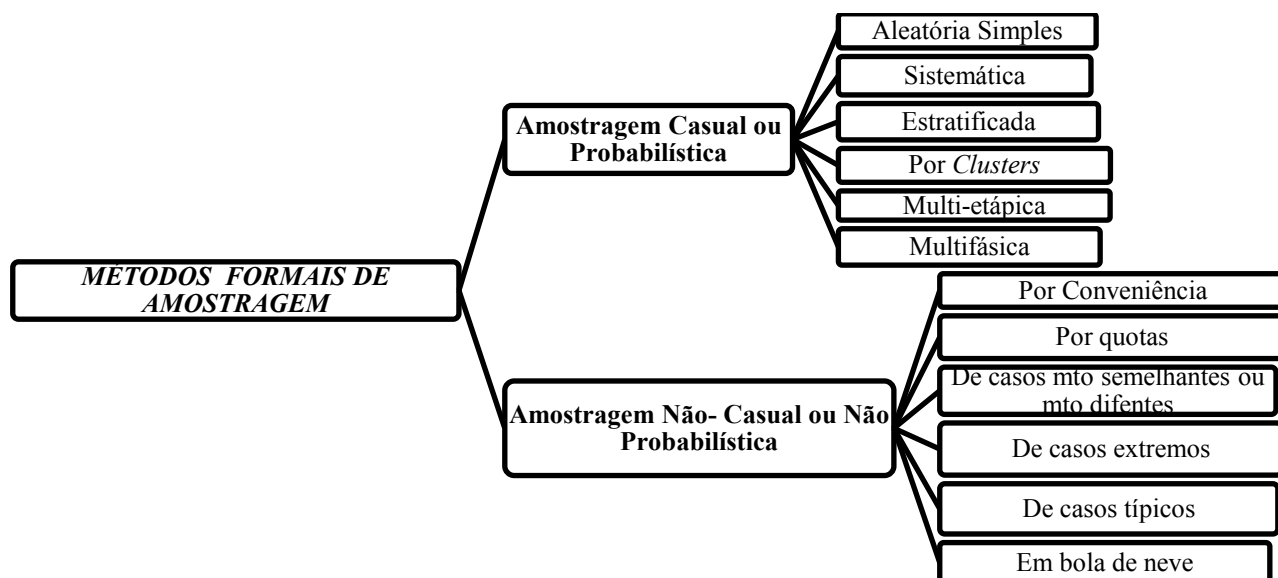 Aleatória Simples
Sistemática
Estratificada
Por Clusters
Multi-etápica
Multifásica
Amostragem Casual ou
Probabilística
MÉTODOS FORMAIS DE
AMOSTRAGEM
Por Conveniência
Por quotas
De casos mto semelhantes ou
mto difentes
De casos extremos
De casos típicos
Em bola de neve
Amostragem Não- Casual ou Não
Probabilística